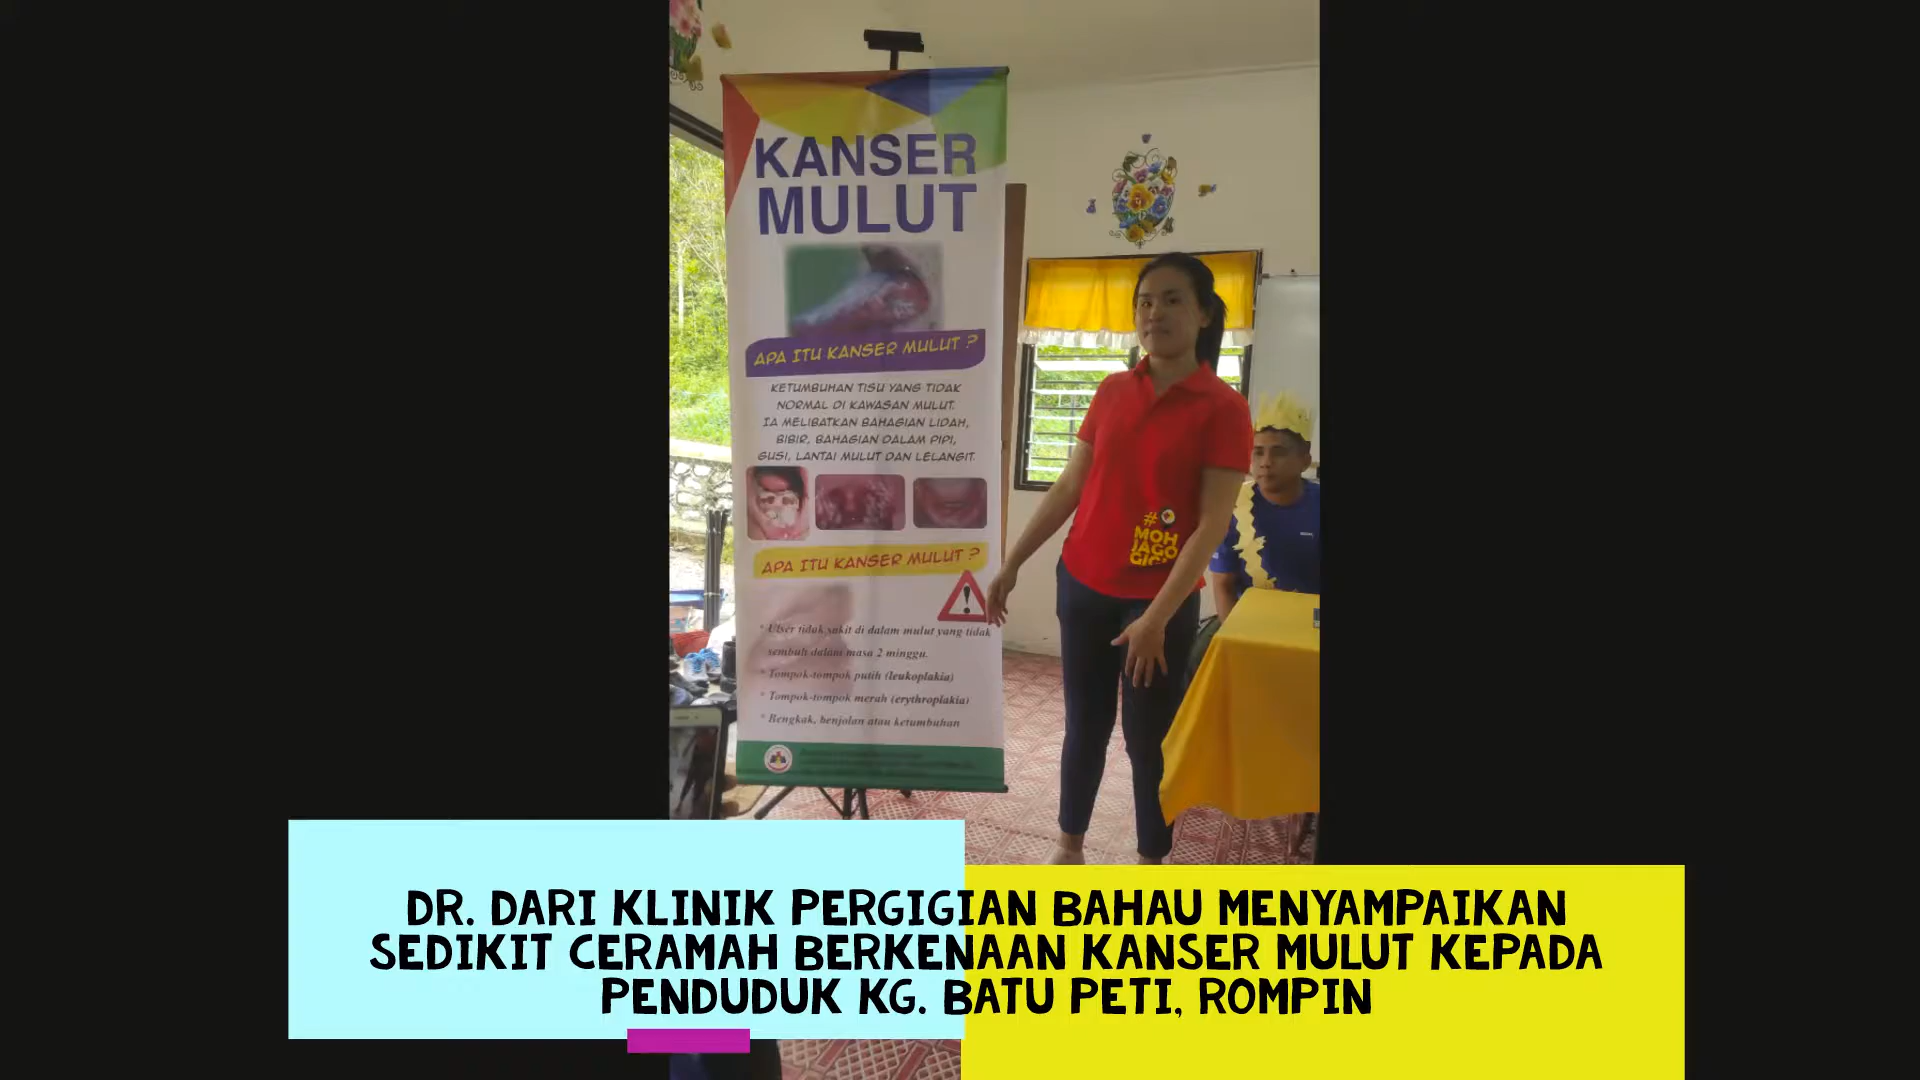 KANSER
MULUT
APA ITU KANSER MULUT ?
KETUMBUHAN TISU YANG TIDAK
NORMAL DI KAWASAN MULUT.
IA MELIBATKAN BAHAGIAN LIDAH,
BIBIR, BAHAGIAN DALAM PIPI,
GUSI, LANTAI MULUT DAN LELANGIT.
APA ITU KANSER MULUT ?
* Ulser tidak sakit di dalam mulut yang tidak
sembuh dalam masa 2 minggu.
* Tompok-tompok putih (leukoplakia)
* Tompok-tompok merah (erythroplakia)
* Bengkak, benjolan atau ketumbuhan
#
MOH
JAGO
GIGI
DR. DARI KLINIK PERGIGIAN BAHAU MENYAMPAIKAN
SEDIKIT CERAMAH BERKENAAN KANSER MULUT KEPADA
PENDUDUK KG. BATU PETI, ROMPIN